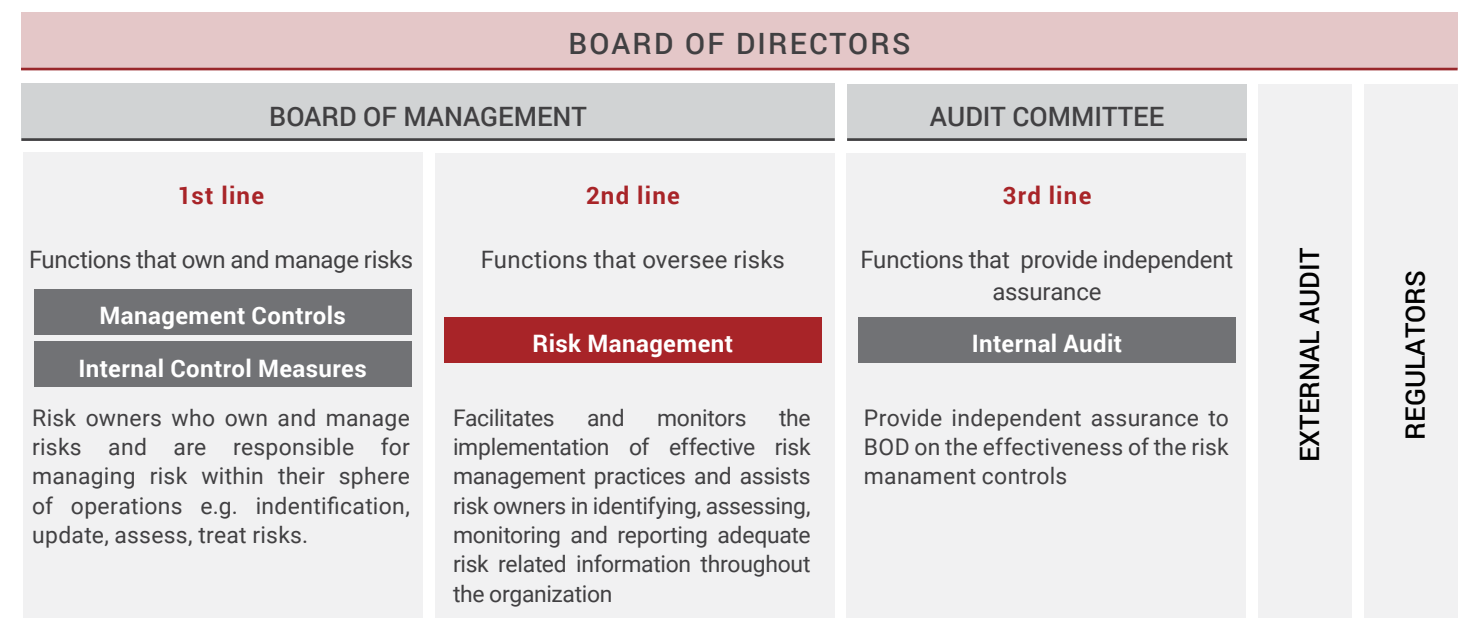 BOARD OF DIRECTORS
BOARD OF MANAGEMENT
AUDIT COMMITTEE
1st line
Functions that own and manage risks
Management Controls
Internal Control Measures
Risk owners who own and manage
risks and are responsible for
managing risk within their sphere
of operations e.g. indentification,
update, assess, treat risks.
2nd line
Functions that oversee risks
Risk Management
Facilitates and monitors the
implementation of effective risk
management practices and assists
risk owners in identifying, assessing,
monitoring and reporting adequate
risk related information throughout
the organization
3rd line
Functions that provide independent
assurance
Internal Audit
Provide independent assurance to
BOD on the effectiveness of the risk
manament controls
EXTERNAL AUDIT
REGULATORS